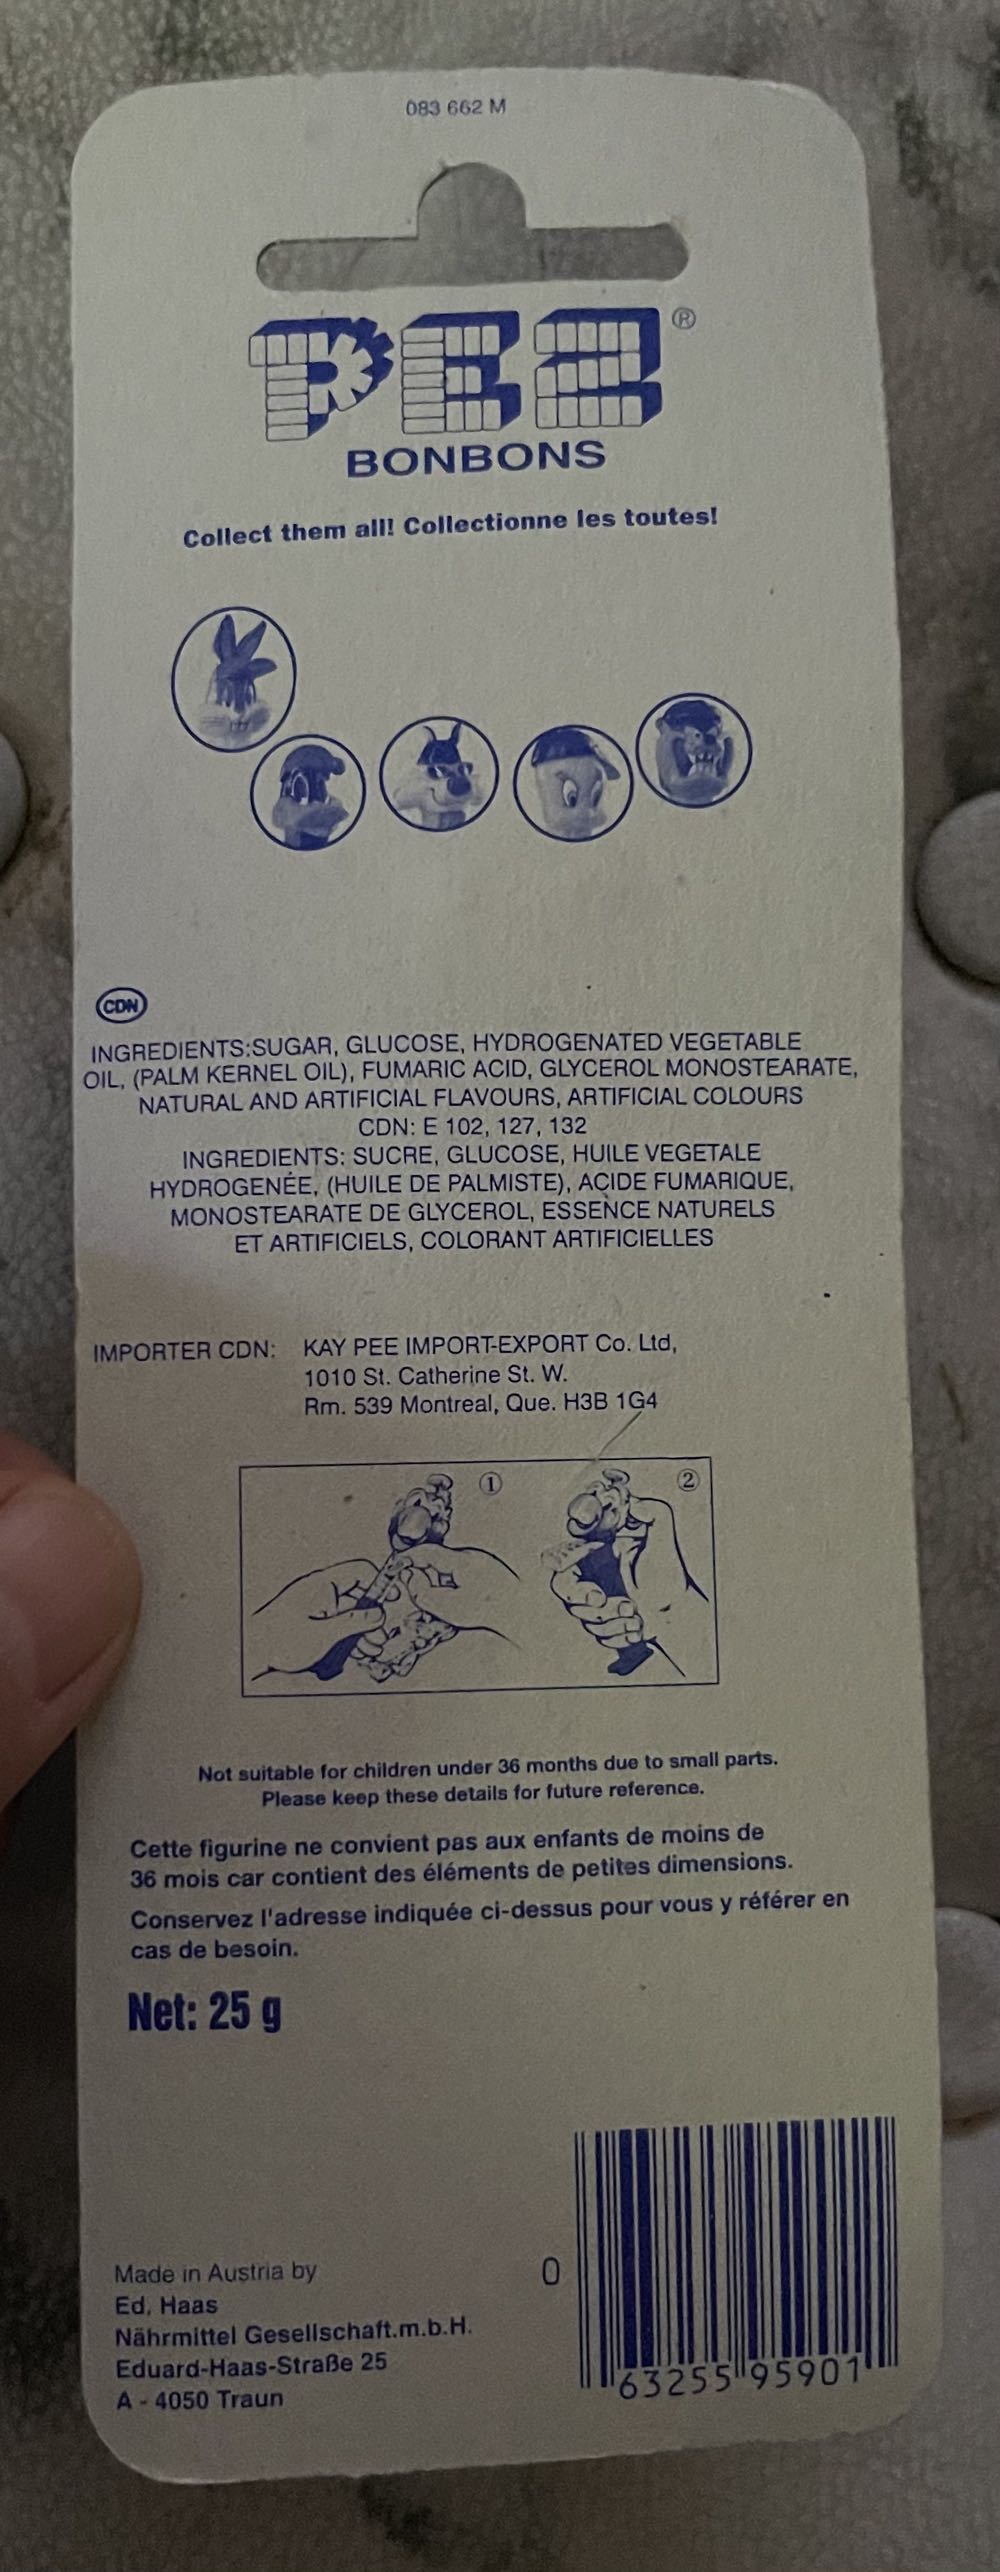 083 662 M
PEZ ®
BONBONS
Collect them all! Collectionne les toutes!
CDN
INGREDIENTS:SUGAR, GLUCOSE, HYDROGENATED VEGETABLE
OIL, (PALM KERNEL OIL), FUMARIC ACID, GLYCEROL MONOSTEARATE,
NATURAL AND ARTIFICIAL FLAVOURS, ARTIFICIAL COLOURS
CDN: E 102, 127, 132
INGREDIENTS: SUCRE, GLUCOSE, HUILE VEGETALE
HYDROGENÉE, (HUILE DE PALMISTE), ACIDE FUMARIQUE,
MONOSTEARATE DE GLYCEROL, ESSENCE NATURELS
ET ARTIFICIELS, COLORANT ARTIFICIELLES
IMPORTER CDN: KAY PEE IMPORT-EXPORT Co. Ltd,
1010 St. Catherine St. W.
Rm. 539 Montreal, Que. H3B 1G4
1 2
Not suitable for children under 36 months due to small parts.
Please keep these details for future reference.
Cette figurine ne convient pas aux enfants de moins de
36 mois car contient des éléments de petites dimensions.
Conservez l'adresse indiquée ci-dessus pour vous y référer en
cas de besoin.
Net: 25 g
Made in Austria by
Ed. Haas
Nährmittel Gesellschaft.m.b.H.
Eduard-Haas-Straße 25
A - 4050 Traun
0 63255 95901